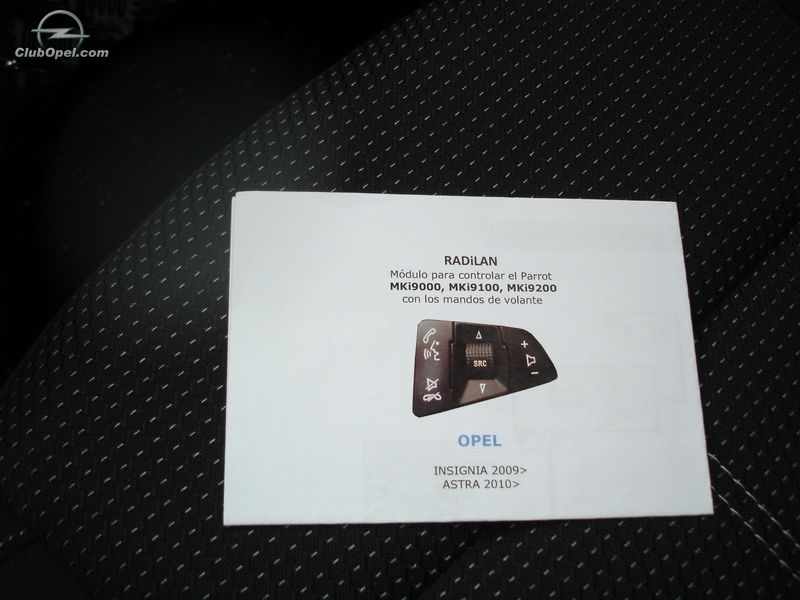 ClubOpel.com
RADiLAN
Módulo para controlar el Parrot
MKi9000, MKi9100, MKi9200
con los mandos de volante
SRC
+
-
OPEL
INSIGNIA 2009>
ASTRA 2010>